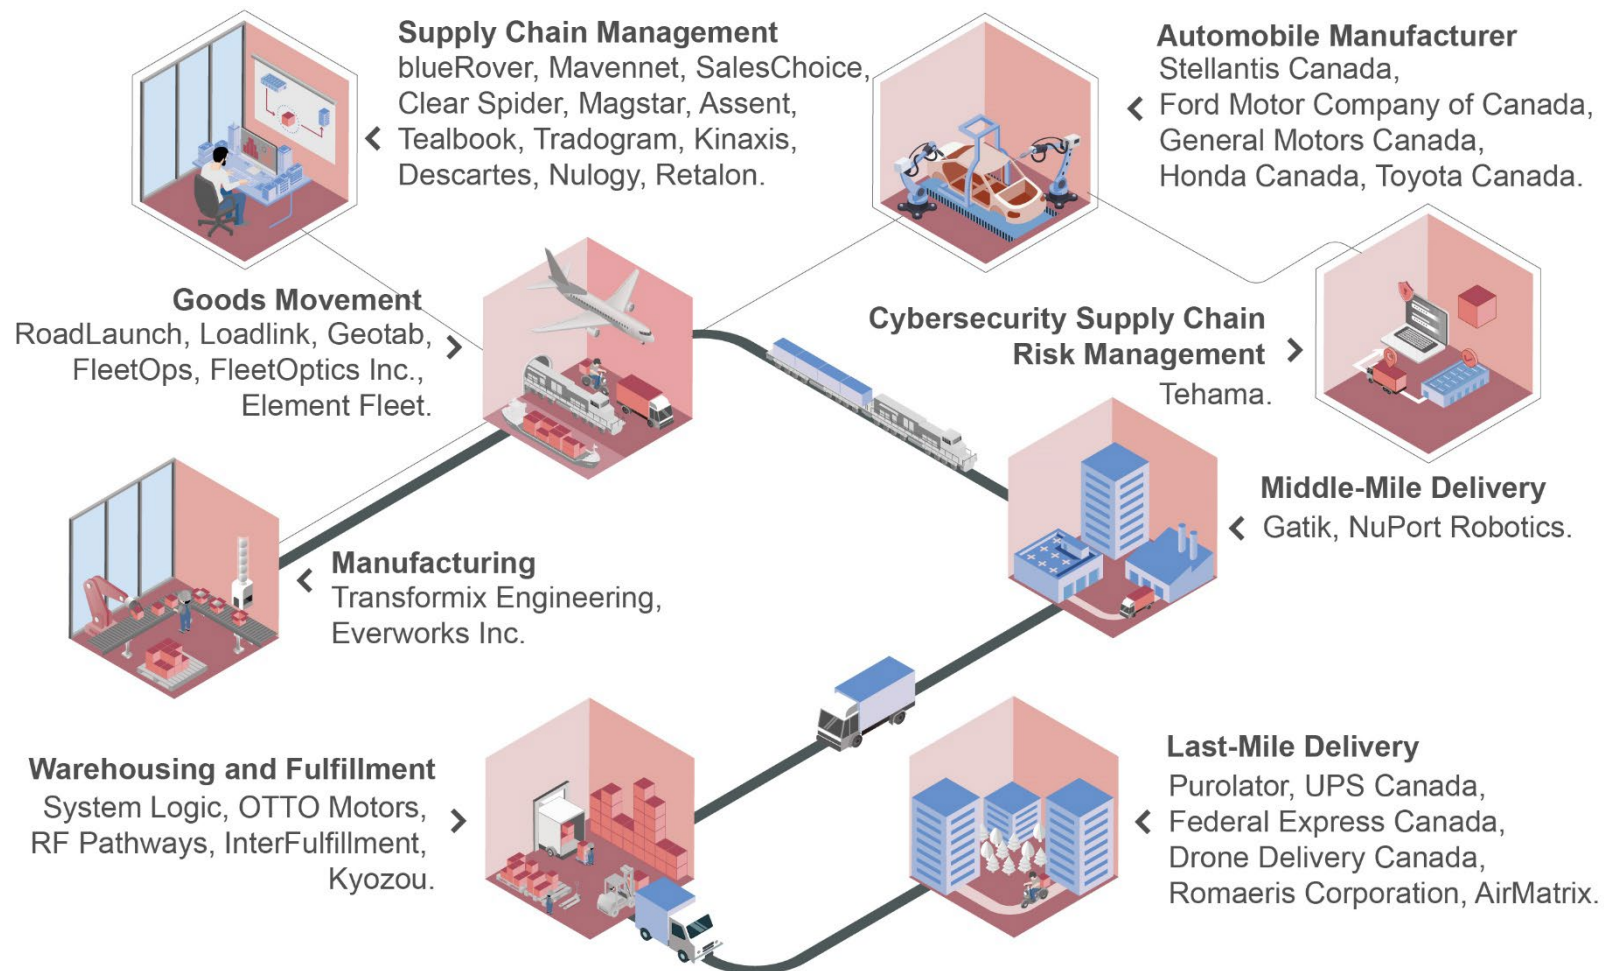 Supply Chain Management
blueRover, Mavennet, SalesChoice,
Clear Spider, Magstar, Assent,
Tealbook, Tradogram, Kinaxis,
Descartes, Nulogy, Retalon.
Automobile Manufacturer
Stellantis Canada,
Ford Motor Company of Canada,
General Motors Canada,
Honda Canada, Toyota Canada.
Goods Movement
RoadLaunch, Loadlink, Geotab,
FleetOps, FleetOptics Inc.,
Element Fleet.
Cybersecurity Supply Chain
Risk Management
Tehama.
Middle-Mile Delivery
Gatik, NuPort Robotics.
Manufacturing
Transformix Engineering,
Everworks Inc.
Warehousing and Fulfillment
System Logic, OTTO Motors,
RF Pathways, InterFulfillment,
Kyozou.
Last-Mile Delivery
Purolator, UPS Canada,
Federal Express Canada,
Drone Delivery Canada,
Romaeris Corporation, AirMatrix.